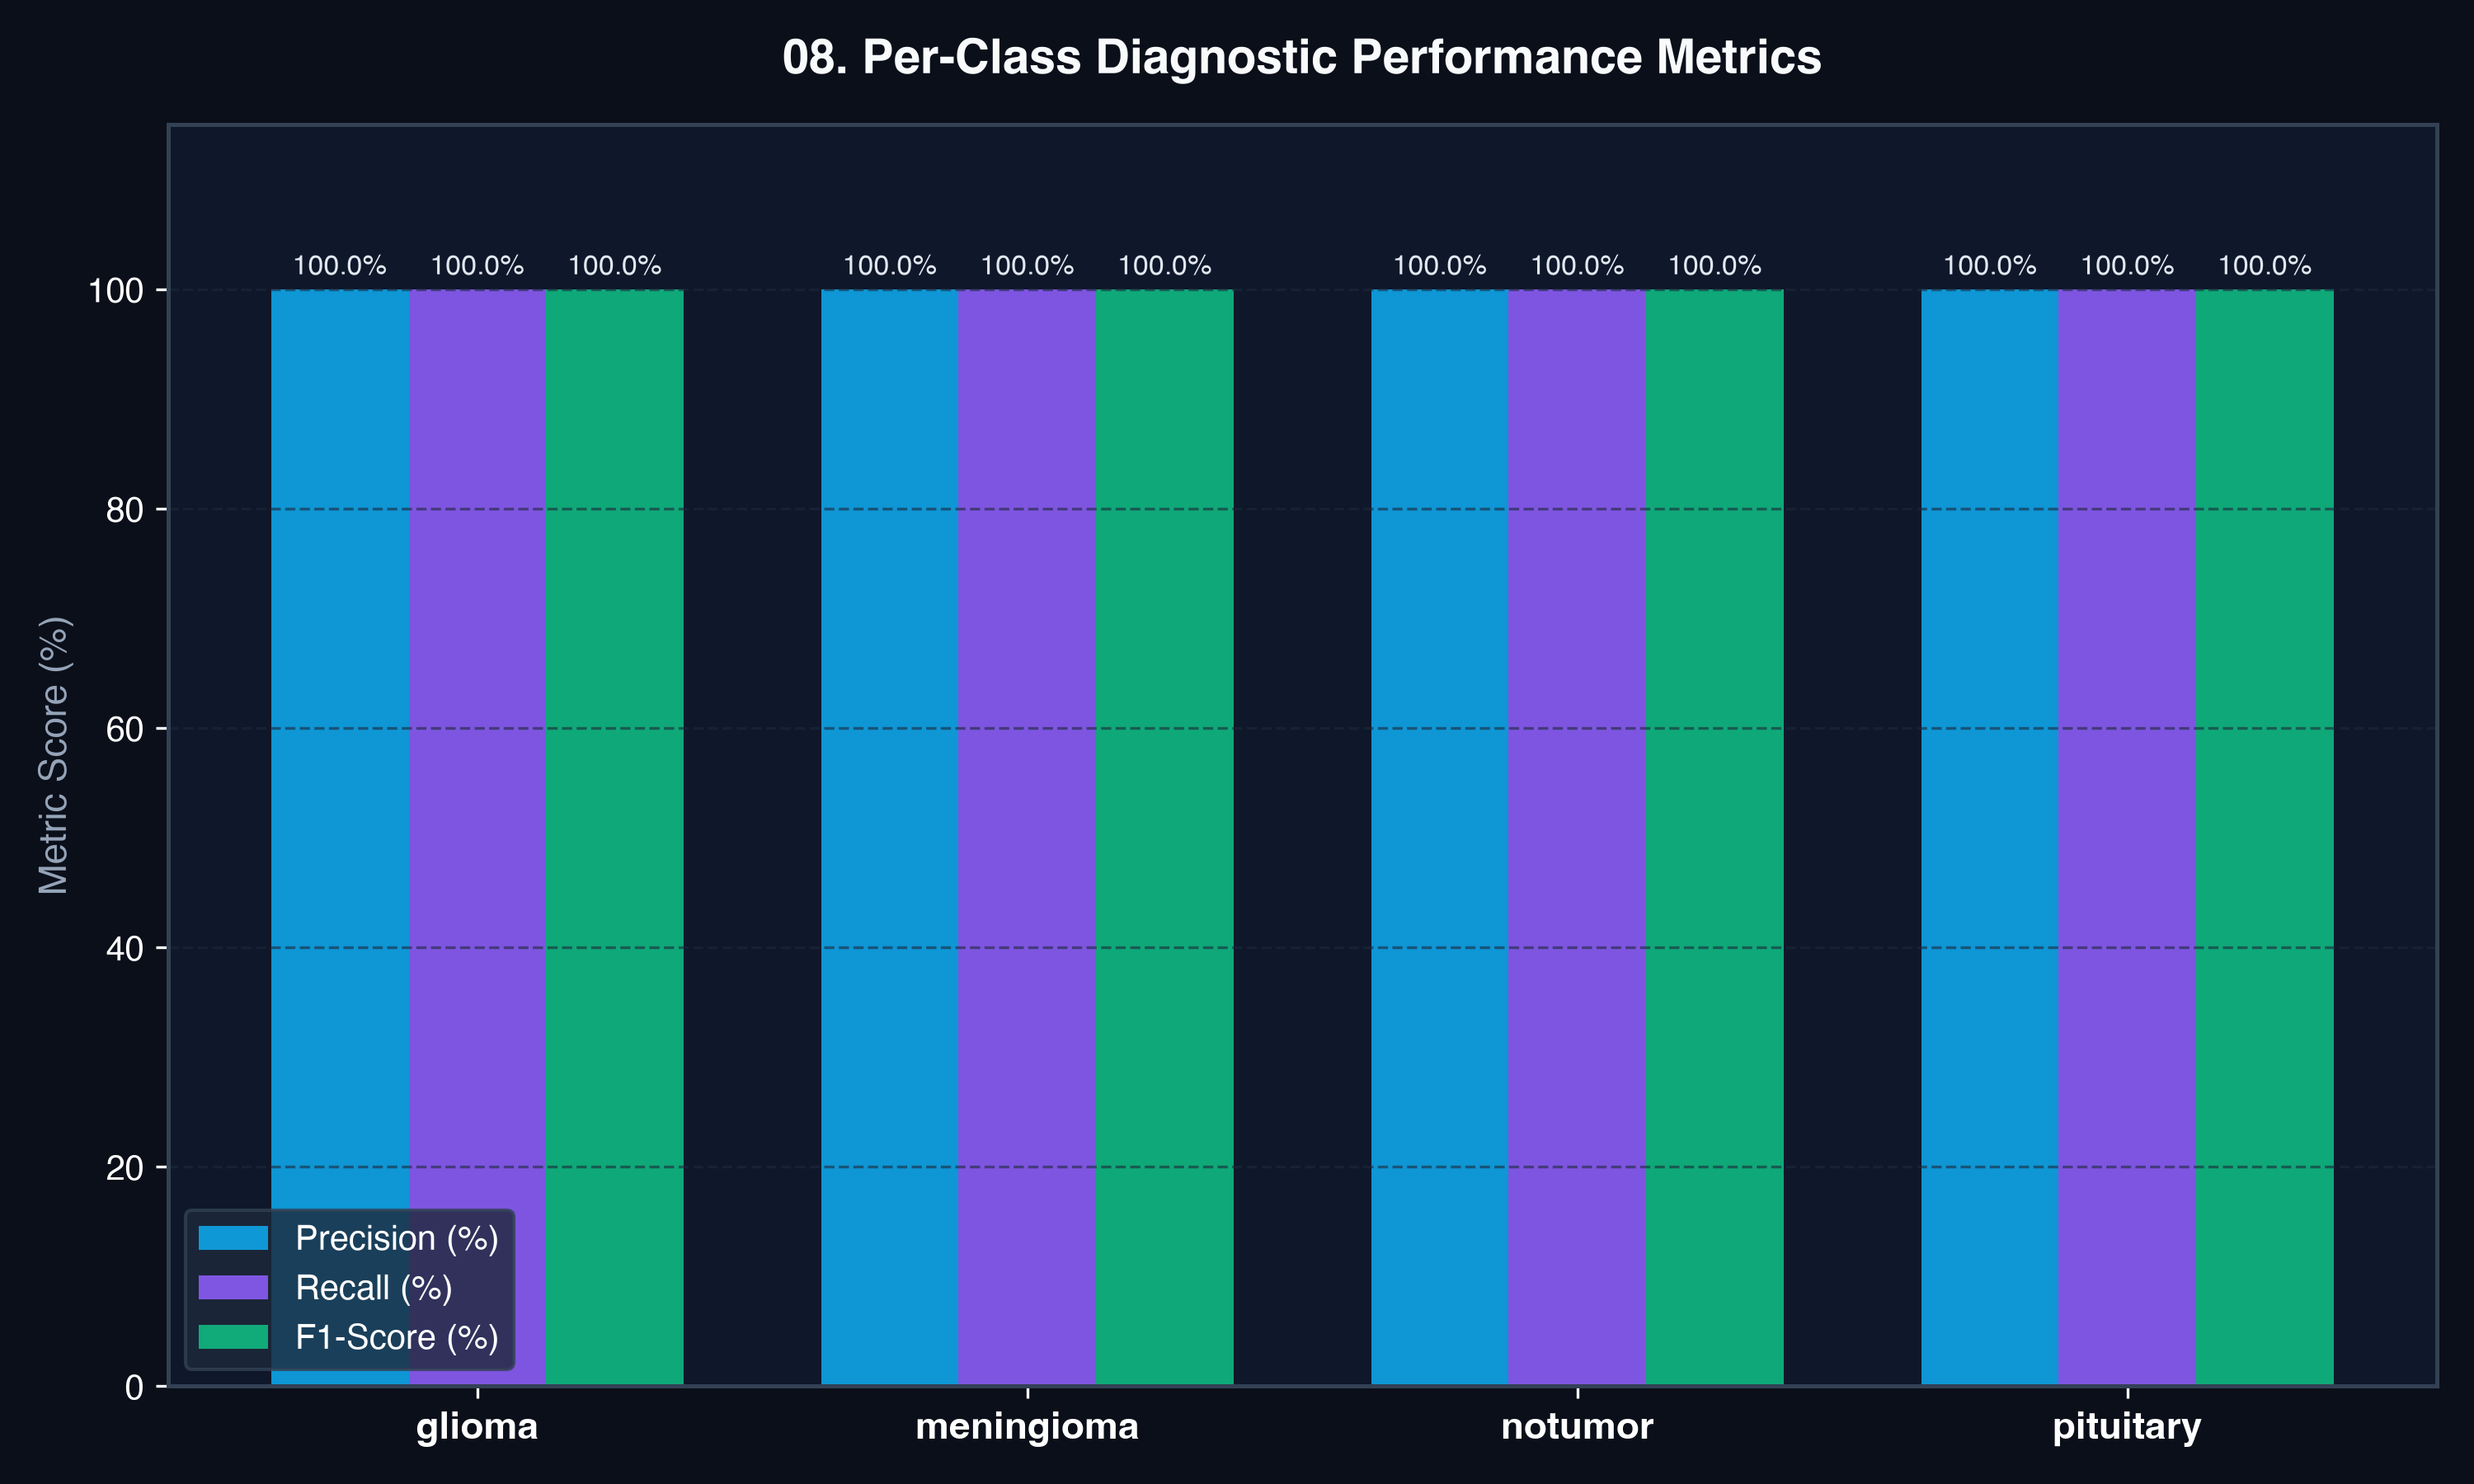 08. Per-Class Diagnostic Performance Metrics
100.0% 100.0% 100.0% 100.0% 100.0% 100.0% 100.0% 100.0% 100.0% 100.0% 100.0% 100.0%
100
80
60
40
20
0
Metric Score (%)
Precision (%)
Recall (%)
F1-Score (%)
glioma meningioma notumor pituitary